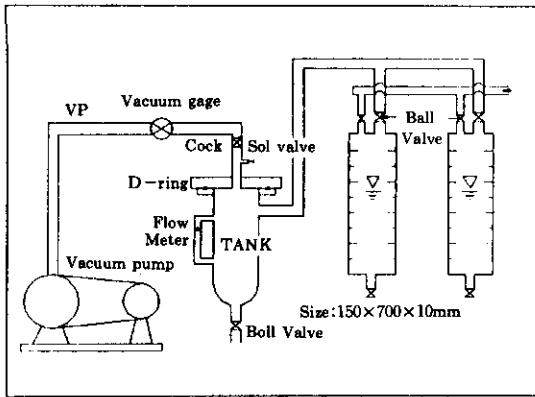 VP
Vacuum gage
Cock
Sol valve
D-ring
Flow
Meter
TANK
Vacuum pump
Boll Valve
Ball
Valve
Size:150×700×10mm